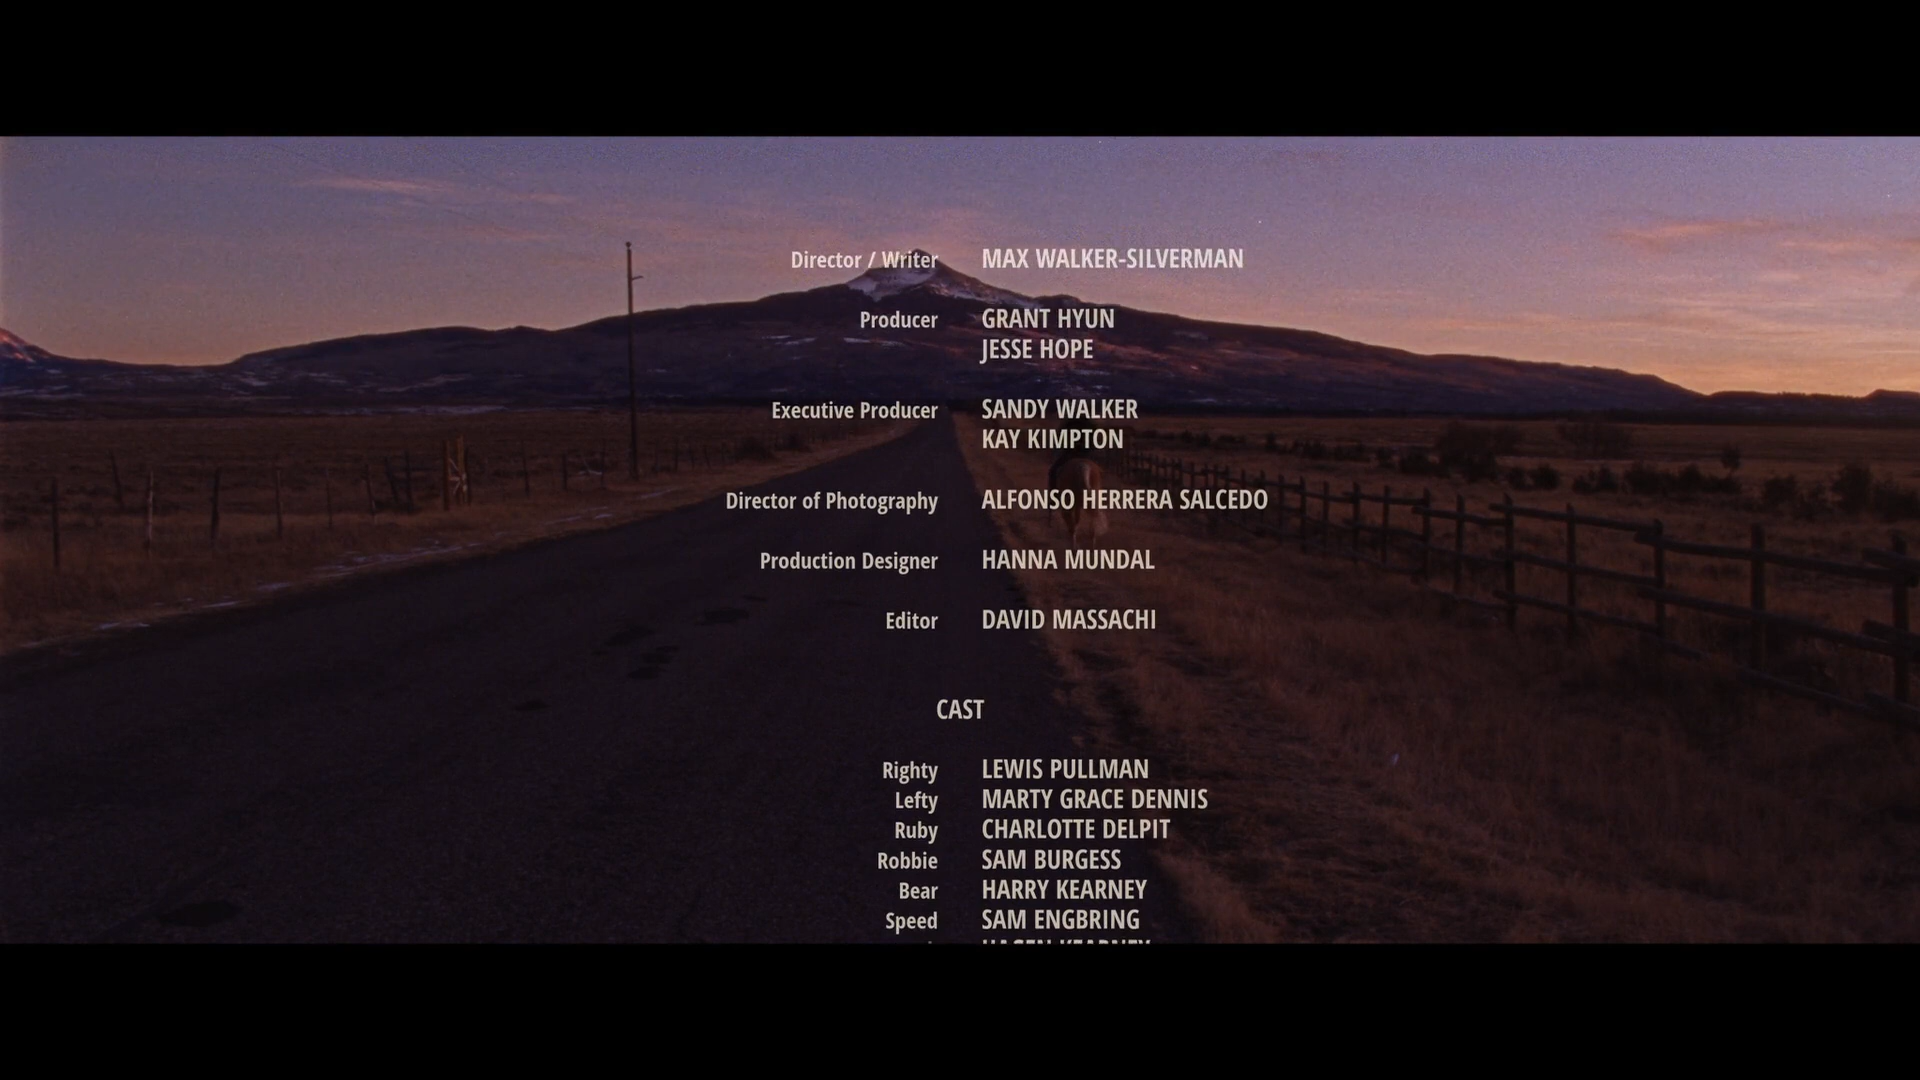 Director / Writer MAX WALKER-SILVERMAN
Producer GRANT HYUN
JESSE HOPE
Executive Producer SANDY WALKER
KAY KIMPTON
Director of Photography ALFONSO HERRERA SALCEDO
Production Designer HANNA MUNDAL
Editor DAVID MASSACHI
CAST
Righty LEWIS PULLMAN
Lefty MARTY GRACE DENNIS
Ruby CHARLOTTE DELPIT
Robbie SAM BURGESS
Bear HARRY KEARNEY
Speed SAM ENGBRING